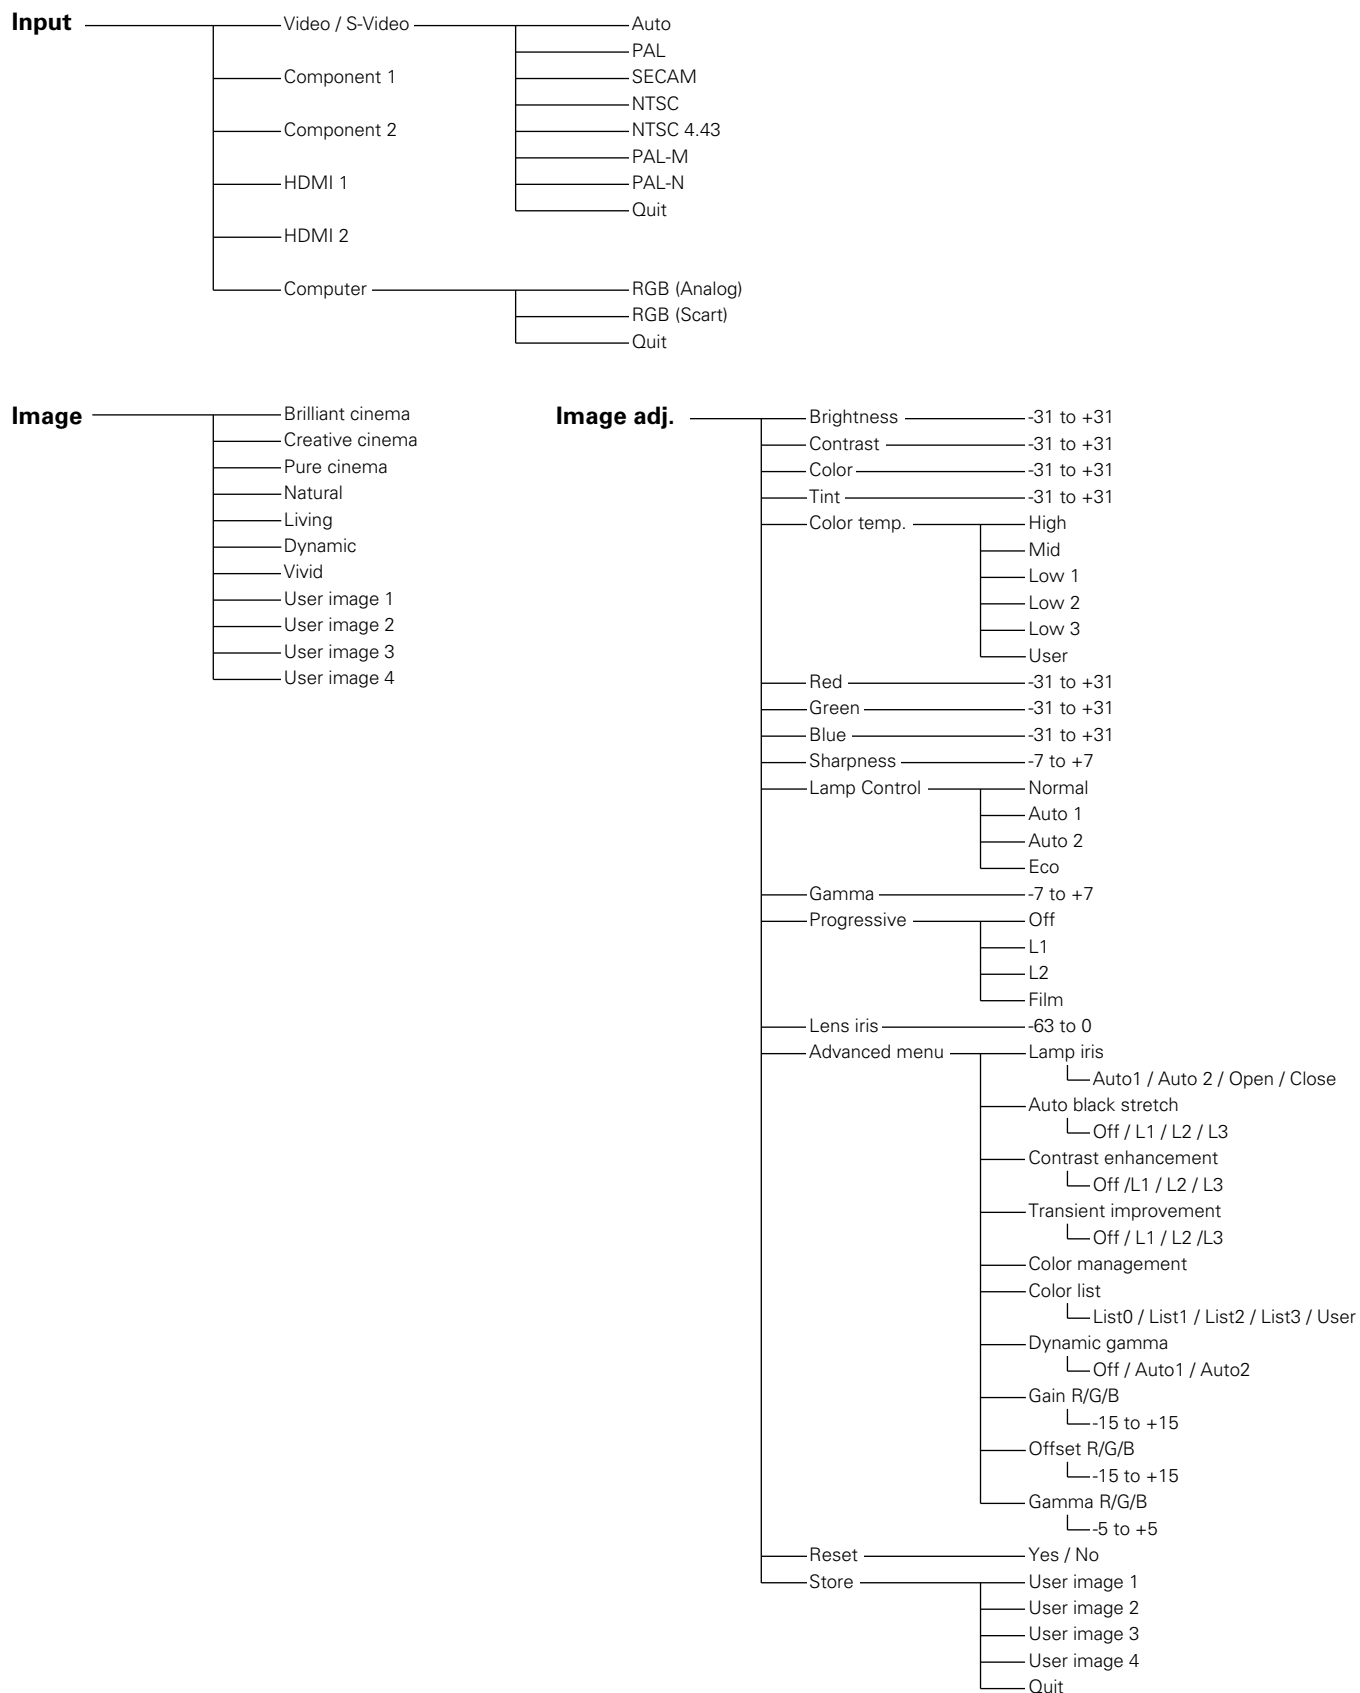 Input
Video / S-Video
Auto
PAL
SECAM
NTSC
NTSC 4.43
PAL-M
PAL-N
Quit
Component 1
Component 2
HDMI 1
HDMI 2
Computer
RGB (Analog)
RGB (Scart)
Quit
Image
Brilliant cinema
Creative cinema
Pure cinema
Natural
Living
Dynamic
Vivid
User image 1
User image 2
User image 3
User image 4
Image adj.
Brightness -31 to +31
Contrast -31 to +31
Color -31 to +31
Tint -31 to +31
Color temp. High
Mid
Low 1
Low 2
Low 3
User
Red -31 to +31
Green -31 to +31
Blue -31 to +31
Sharpness -7 to +7
Lamp Control Normal
Auto 1
Auto 2
Eco
Gamma -7 to +7
Progressive Off
L1
L2
Film
Lens iris -63 to 0
Advanced menu Lamp iris
Auto1 / Auto 2 / Open / Close
Auto black stretch
Off / L1 / L2 / L3
Contrast enhancement
Off /L1 / L2 / L3
Transient improvement
Off / L1 / L2 /L3
Color management
Color list
List0 / List1 / List2 / List3 / User
Dynamic gamma
Off / Auto1 / Auto2
Gain R/G/B
-15 to +15
Offset R/G/B
-15 to +15
Gamma R/G/B
-5 to +5
Reset Yes / No
Store User image 1
User image 2
User image 3
User image 4
Quit